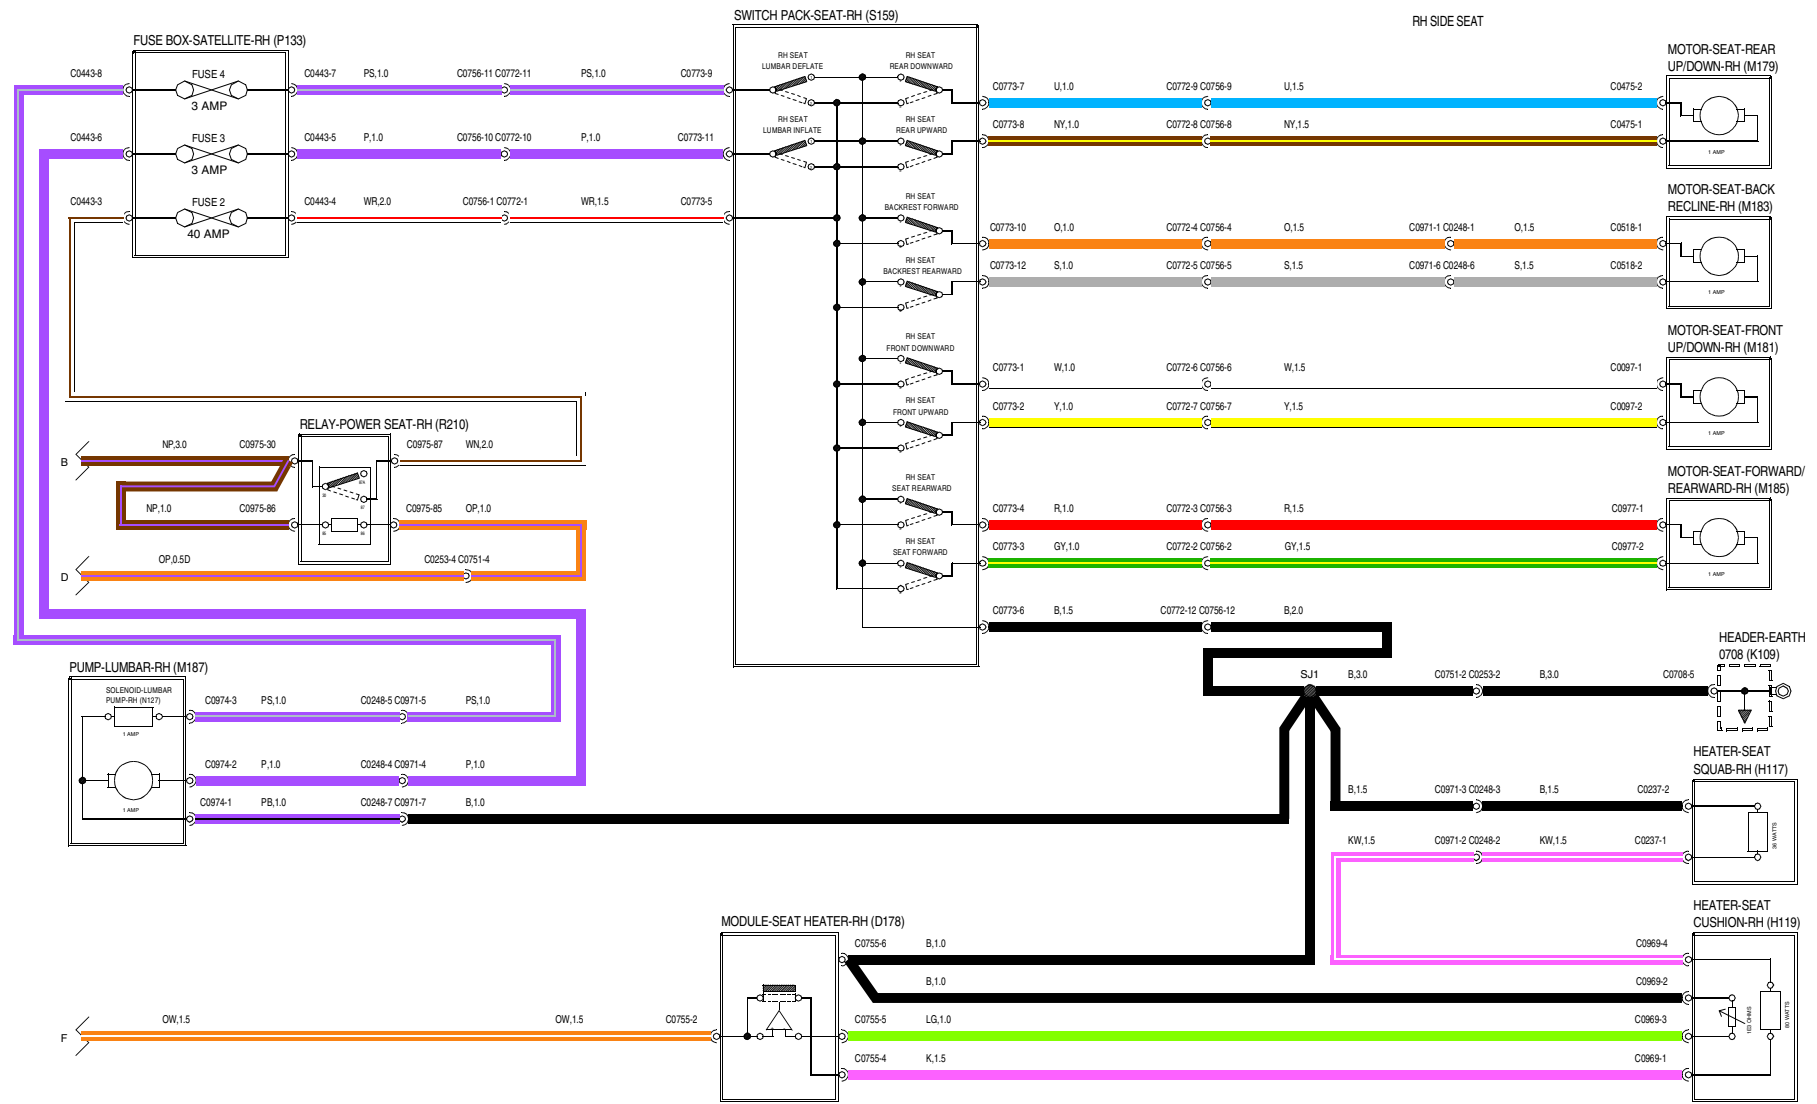 SWITCH PACK-SEAT-RH (S159)
RH SIDE SEAT
FUSE BOX-SATELLITE-RH (P133)
C0443-8
FUSE 4
3 AMP
C0443-7 PS,1.0 C0756-11 C0772-11 PS,1.0 C0773-9
C0443-6
FUSE 3
3 AMP
C0443-5 P,1.0 C0756-10 C0772-10 P,1.0 C0773-11
C0443-3
FUSE 2
40 AMP
C0443-4 WR,2.0 C0756-1 C0772-1 WR,1.5 C0773-5
RH SEAT
LUMBAR DEFLATE
RH SEAT
REAR DOWNWARD
RH SEAT
LUMBAR INFLATE
RH SEAT
REAR UPWARD
RH SEAT
BACKREST FORWARD
RH SEAT
BACKREST REARWARD
RH SEAT
FRONT DOWNWARD
RH SEAT
FRONT UPWARD
RH SEAT
SEAT REARWARD
RH SEAT
SEAT FORWARD
MOTOR-SEAT-REAR
UP/DOWN-RH (M179)
C0773-7 U,1.0 C0772-9 C0756-9 U,1.5 C0475-2
C0773-8 NY,1.0 C0772-8 C0756-8 NY,1.5 C0475-1
1 AMP
MOTOR-SEAT-BACK
RECLINE-RH (M183)
C0773-10 O,1.0 C0772-4 C0756-4 O,1.5 C0971-1 C0248-1 O,1.5 C0518-1
C0773-12 S,1.0 C0772-5 C0756-5 S,1.5 C0971-6 C0248-6 S,1.5 C0518-2
1 AMP
MOTOR-SEAT-FRONT
UP/DOWN-RH (M181)
C0773-1 W,1.0 C0772-6 C0756-6 W,1.5 C0097-1
C0773-2 Y,1.0 C0772-7 C0756-7 Y,1.5 C0097-2
1 AMP
MOTOR-SEAT-FORWARD/
REARWARD-RH (M185)
C0773-4 R,1.0 C0772-3 C0756-3 R,1.5 C0977-1
C0773-3 GY,1.0 C0772-2 C0756-2 GY,1.5 C0977-2
1 AMP
C0773-6 B,1.5 C0772-12 C0756-12 B,2.0
RELAY-POWER SEAT-RH (R210)
B NP,3.0 C0975-30 C0975-87 WN,2.0
87A
30
87
NP,1.0 C0975-86 C0975-85 OP,1.0
D OP,0.5D C0253-4 C0751-4
HEADER-EARTH
0708 (K109)
SJ1 B,3.0 C0751-2 C0253-2 B,3.0 C0708-5
PUMP-LUMBAR-RH (M187)
SOLENOID-LUMBAR
PUMP-RH (N127)
1 AMP
C0974-3 PS,1.0 C0248-5 C0971-5 PS,1.0
C0974-2 P,1.0 C0248-4 C0971-4 P,1.0
1 AMP
C0974-1 PB,1.0 C0248-7 C0971-7 B,1.0
HEATER-SEAT
SQUAB-RH (H117)
B,1.5 C0971-3 C0248-3 B,1.5 C0237-2
36 WATTS
KW,1.5 C0971-2 C0248-2 KW,1.5 C0237-1
HEATER-SEAT
CUSHION-RH (H119)
MODULE-SEAT HEATER-RH (D178)
C0755-6 B,1.0 C0969-4
B,1.0 C0969-2
F OW,1.5 OW,1.5 C0755-2
C0755-5 LG,1.0 C0969-3
C0755-4 K,1.5 C0969-1
80 WATTS